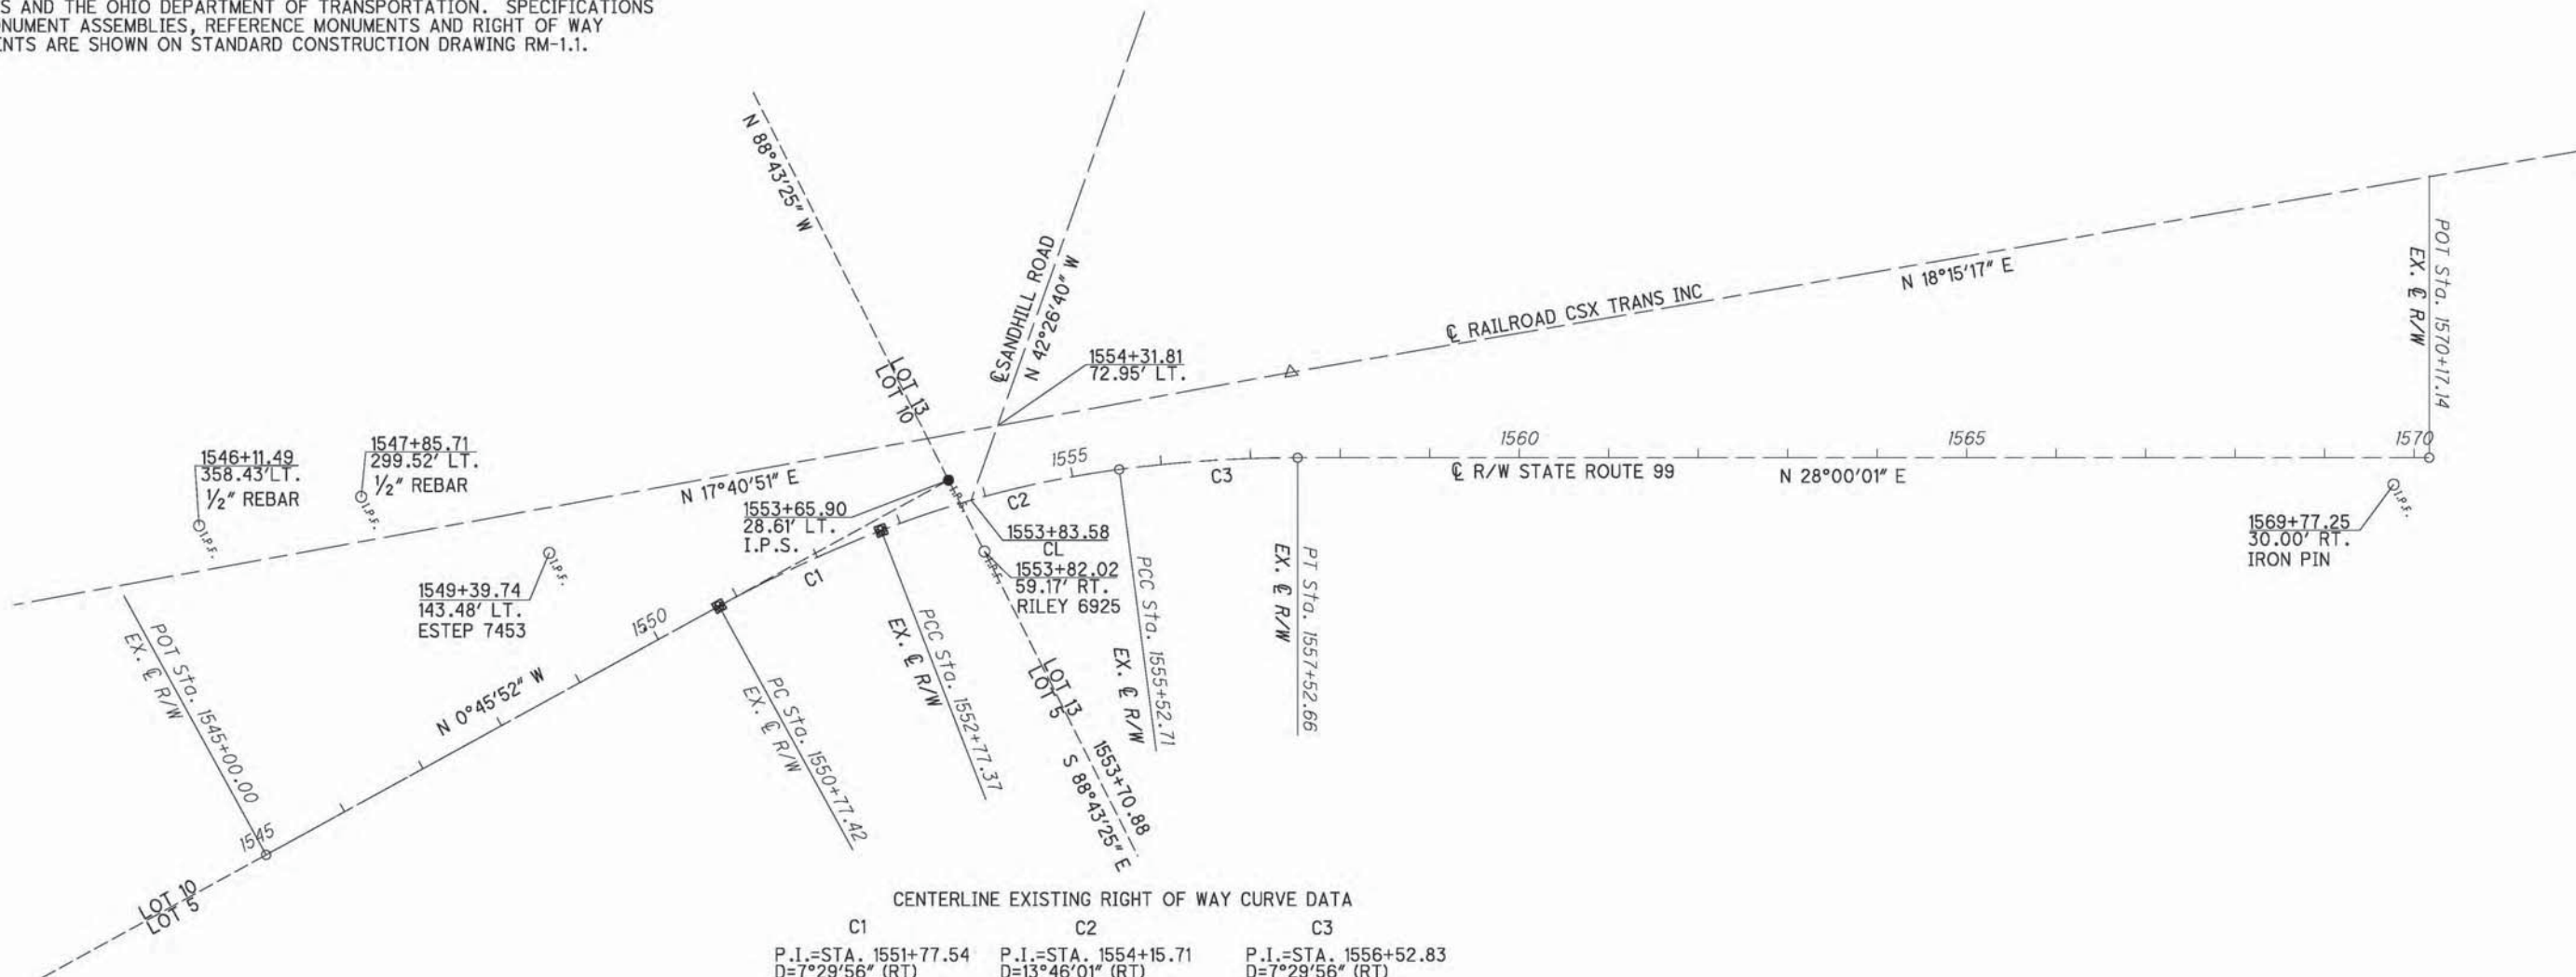 S AND THE OHIO DEPARTMENT OF TRANSPORTATION. SPECIFICATIONS
NUMENT ASSEMBLIES, REFERENCE MONUMENTS AND RIGHT OF WAY
ENTS ARE SHOWN ON STANDARD CONSTRUCTION DRAWING RM-1.1.
N 88°43'25" W
LOT 13
LOT 10
℄SANDHILL ROAD
N 42°26'40" W
1554+31.81
72.95' LT.
℄ RAILROAD CSX TRANS INC
N 18°15'17" E
POT Sta. 1570+17.14
EX. ℄ R/W
1546+11.49
358.43'LT.
1/2" REBAR
I.P.F.
1547+85.71
299.52' LT.
1/2" REBAR
I.P.F.
N 17°40'51" E
1549+39.74
143.48' LT.
ESTEP 7453
I.P.F.
1553+65.90
28.61' LT.
I.P.S.
I.P.S.
C1
C2
1555
C3
1560
1565
1570
℄ R/W STATE ROUTE 99
N 28°00'01" E
I.P.F.
1569+77.25
30.00' RT.
IRON PIN
1553+83.58
CL
1553+82.02
59.17' RT.
RILEY 6925
I.P.F.
1550
N 0°45'52" W
POT Sta. 1545+00.00
EX. ℄ R/W
1545
LOT 10
LOT 5
PC Sta. 1550+77.42
EX. ℄ R/W
PCC Sta. 1552+77.37
EX. ℄ R/W
LOT 13
LOT 5
1553+70.88
S 88°43'25" E
PCC Sta. 1555+52.71
EX. ℄ R/W
PT Sta. 1557+52.66
EX. ℄ R/W
CENTERLINE EXISTING RIGHT OF WAY CURVE DATA
C1 C2 C3
P.I.=STA. 1551+77.54 P.I.=STA. 1554+15.71 P.I.=STA. 1556+52.83
D=7°29'56" (RT) D=13°46'01" (RT) D=7°29'56" (RT)